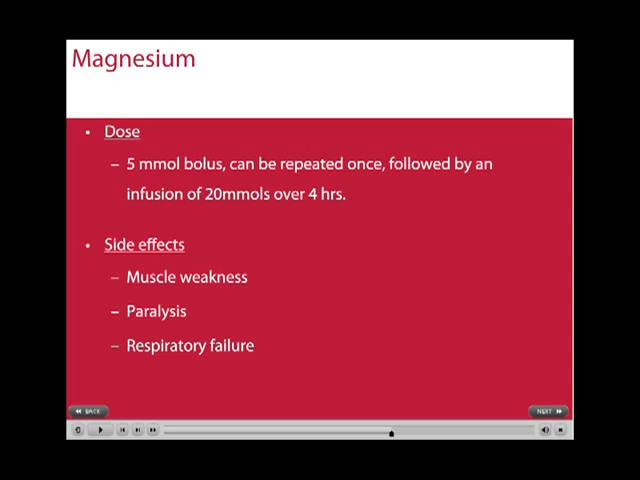 Magnesium
• Dose
– 5 mmol bolus, can be repeated once, followed by an
infusion of 20mmols over 4 hrs.
• Side effects
– Muscle weakness
– Paralysis
– Respiratory failure
BACK
NEXT